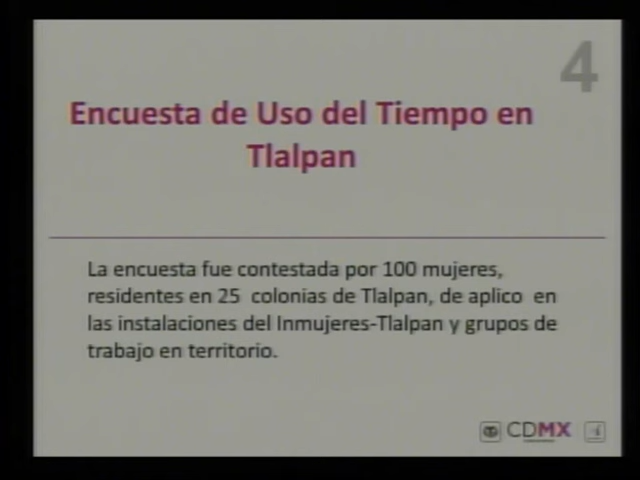 4
Encuesta de Uso del Tiempo en
Tlalpan
La encuesta fue contestada por 100 mujeres,
residentes en 25 colonias de Tlalpan, de aplico en
las instalaciones del Inmujeres-Tlalpan y grupos de
trabajo en territorio.
CDMX